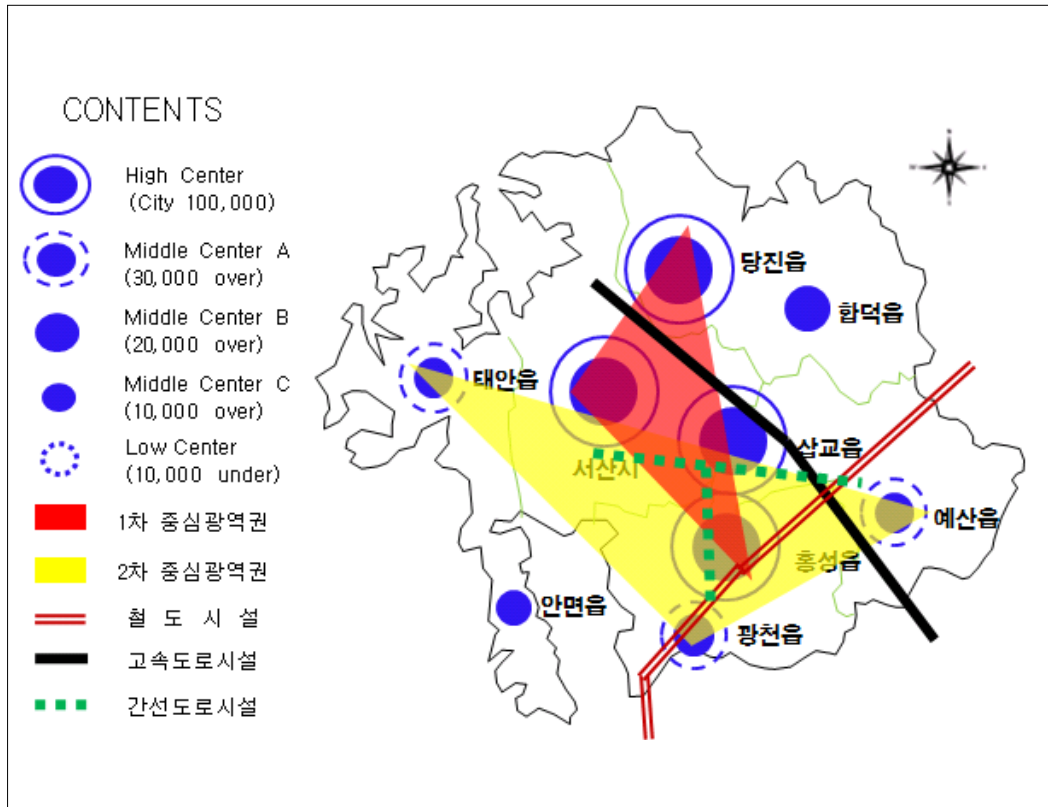 CONTENTS
High Center
(City 100,000)
Middle Center A
(30,000 over)
Middle Center B
(20,000 over)
Middle Center C
(10,000 over)
Low Center
(10,000 under)
1차 중심광역권
2차 중심광역권
철 도 시 설
고속도로시설
간선도로시설
당진읍
합덕읍
태안읍
삽교읍
서산시
예산읍
홍성읍
안면읍
광천읍